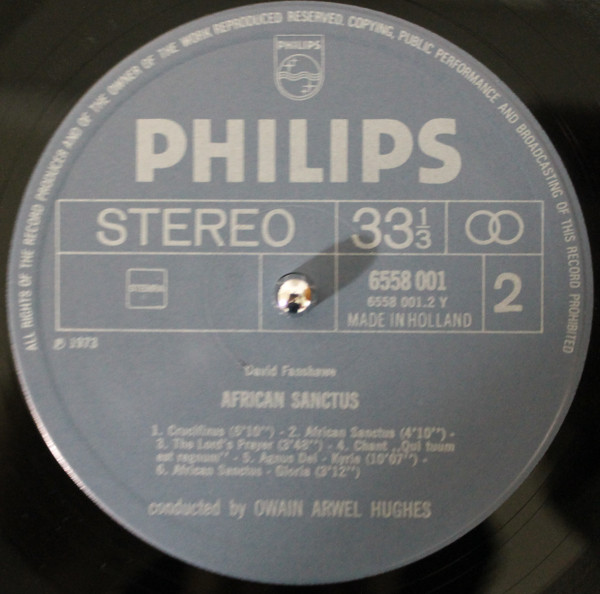 ALL RIGHTS OF THE RECORD PRODUCER AND OF THE OWNER OF THE WORK RESERVED. COPYING, PUBLIC PERFORMANCE AND BROADCASTING OF THIS RECORD PROHIBITED
PHILIPS
PHILIPS
STEREO 33 1/3
STEMRA 6558 001
6558 001.2 Y 2
MADE IN HOLLAND
℗ 1973
David Fanshawe
AFRICAN SANCTUS
1. Crucifixus (5'10") - 2. African Sanctus (4'10") -
3. The Lord's Prayer (3'48") - 4. Chant „Qui tuum
est regnum" - 5. Agnus Dei - Kyrie (10'07") -
6. African Sanctus - Gloria (3'12")
conducted by OWAIN ARWEL HUGHES